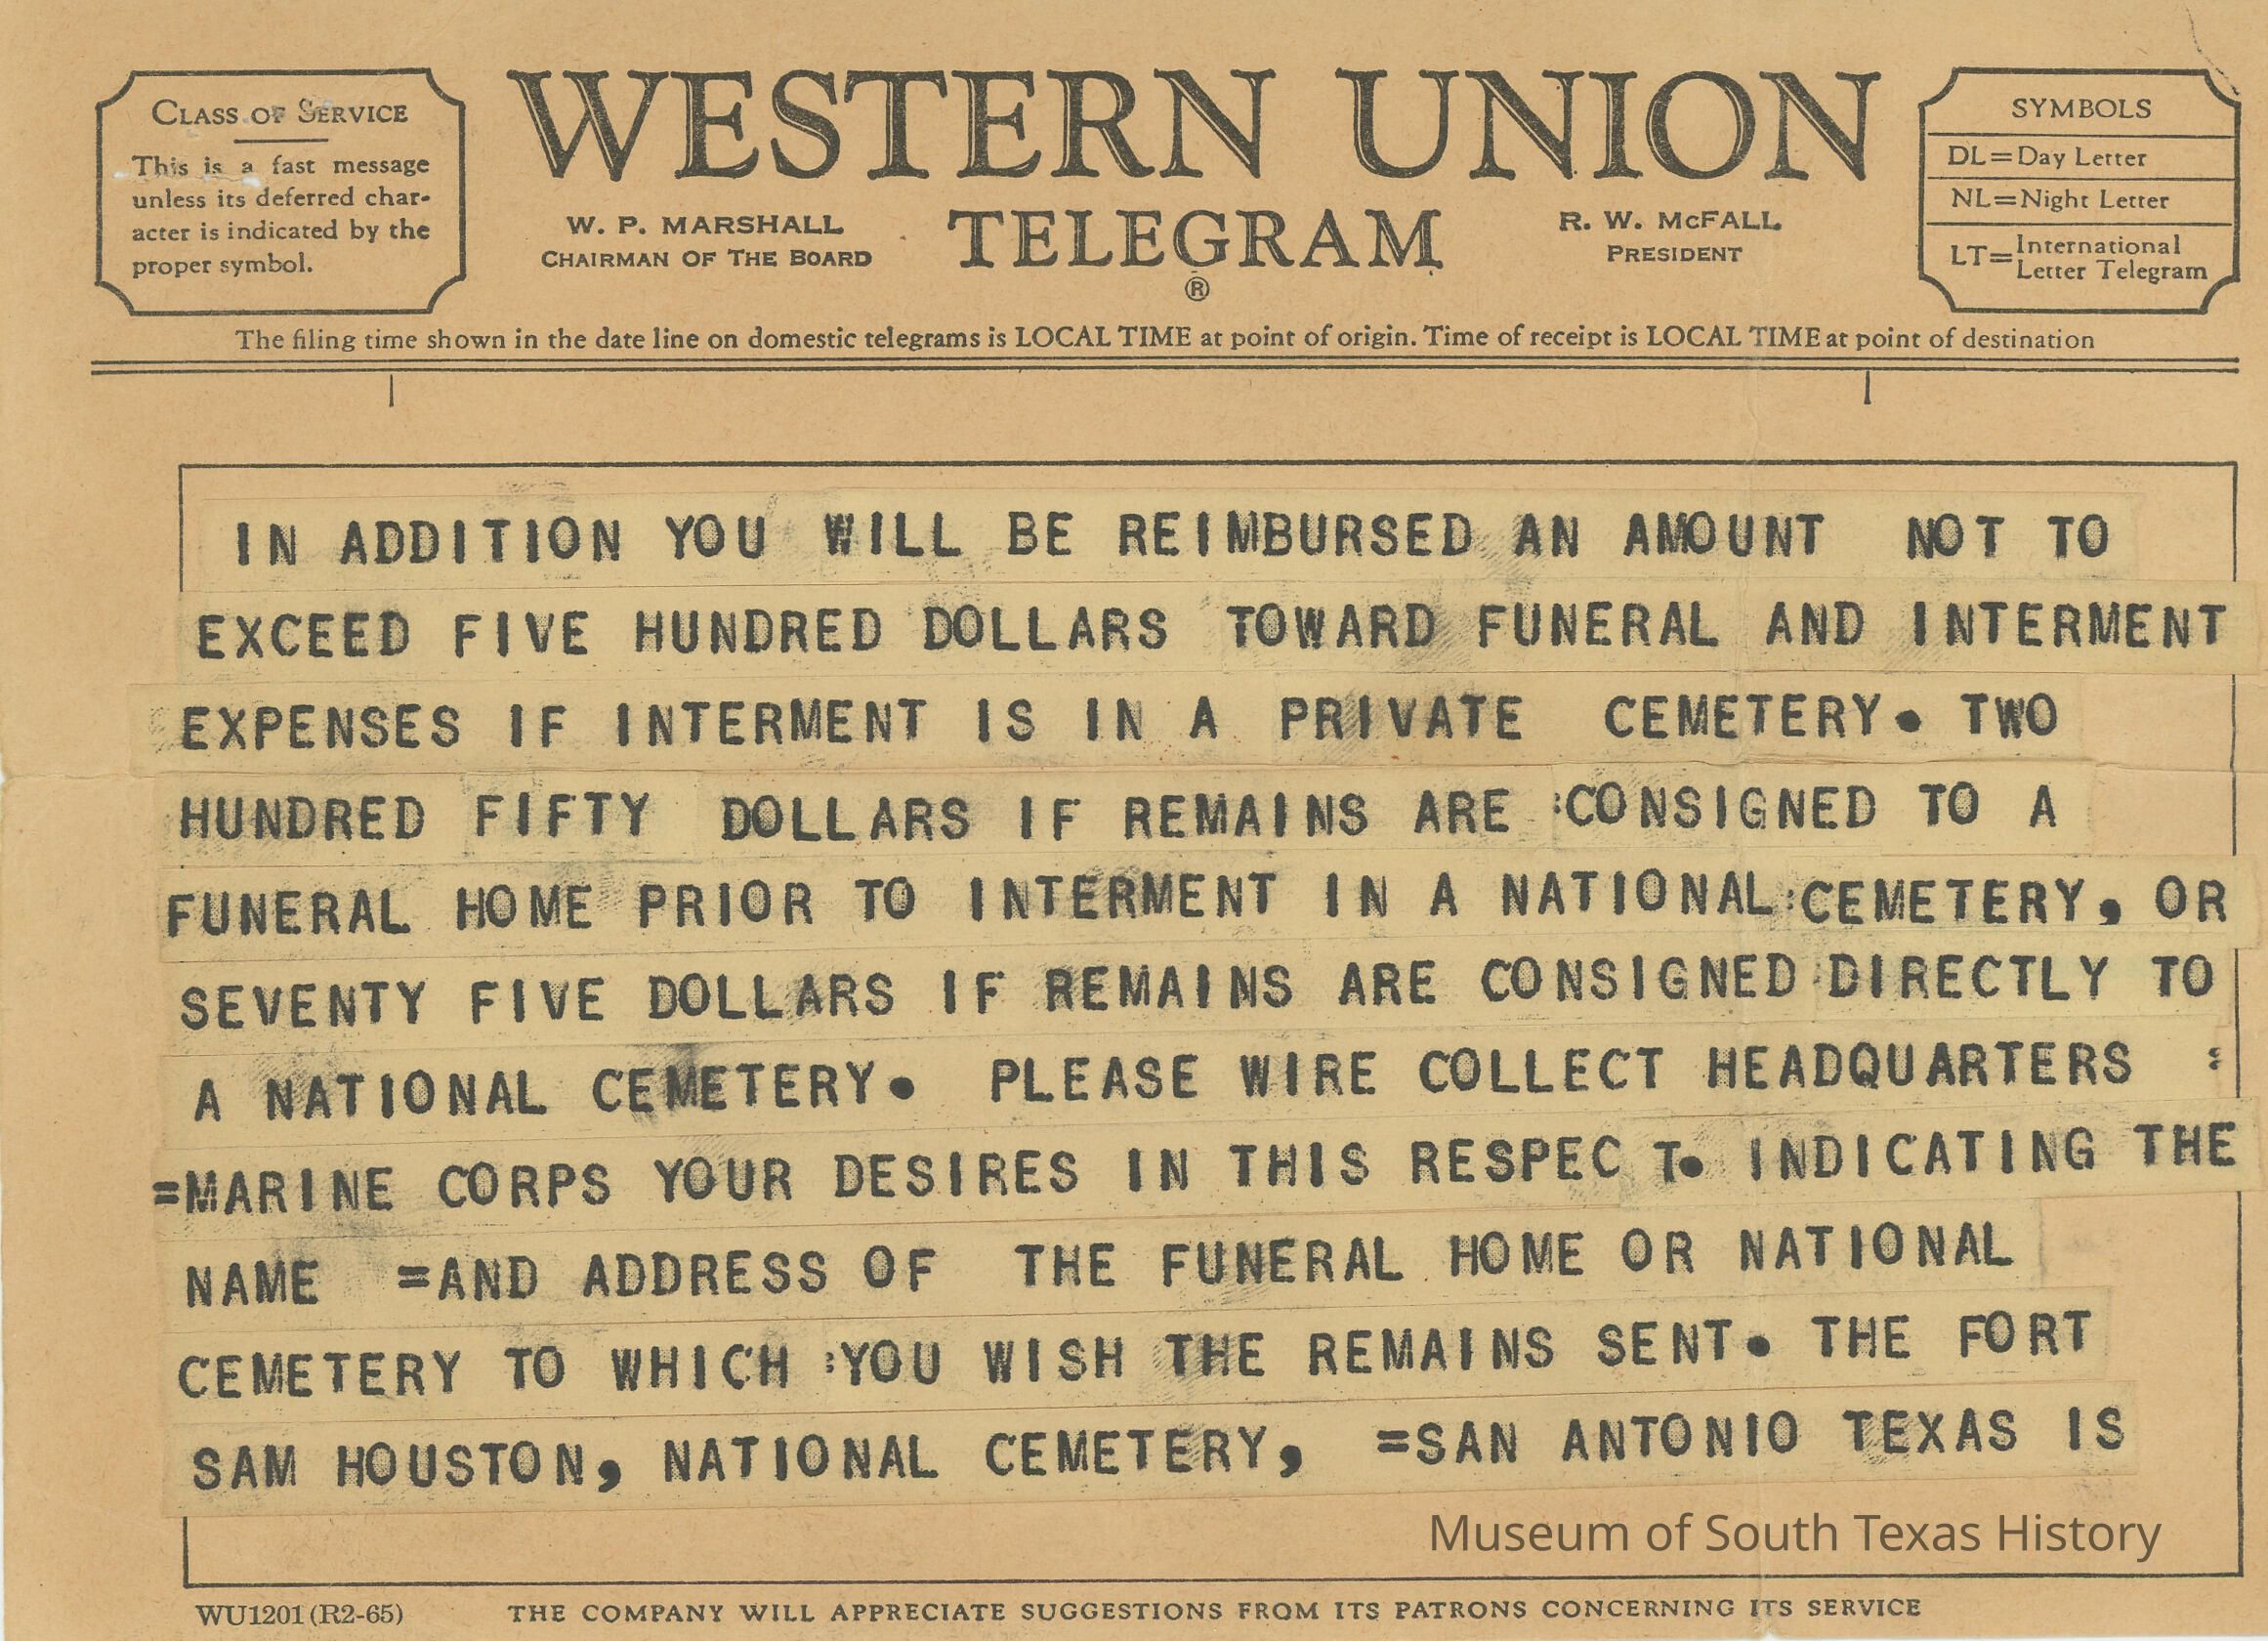 CLASS OF SERVICE
This is a fast message
unless its deferred char-
acter is indicated by the
proper symbol.
WESTERN UNION
TELEGRAM
®
W. P. MARSHALL
CHAIRMAN OF THE BOARD
R. W. McFALL
PRESIDENT
SYMBOLS
DL=Day Letter
NL=Night Letter
LT=International
Letter Telegram
The filing time shown in the date line on domestic telegrams is LOCAL TIME at point of origin. Time of receipt is LOCAL TIME at point of destination
IN ADDITION YOU WILL BE REIMBURSED AN AMOUNT NOT TO
EXCEED FIVE HUNDRED DOLLARS TOWARD FUNERAL AND INTERMENT
EXPENSES IF INTERMENT IS IN A PRIVATE CEMETERY. TWO
HUNDRED FIFTY DOLLARS IF REMAINS ARE :CONSIGNED TO A
FUNERAL HOME PRIOR TO INTERMENT IN A NATIONAL :CEMETERY, OR
SEVENTY FIVE DOLLARS IF REMAINS ARE CONSIGNED DIRECTLY TO
A NATIONAL CEMETERY. PLEASE WIRE COLLECT HEADQUARTERS :
=MARINE CORPS YOUR DESIRES IN THIS RESPEC T. INDICATING THE
NAME =AND ADDRESS OF THE FUNERAL HOME OR NATIONAL
CEMETERY TO WHICH :YOU WISH THE REMAINS SENT. THE FORT
SAM HOUSTON, NATIONAL CEMETERY, =SAN ANTONIO TEXAS IS
Museum of South Texas History
WU1201 (R2-65)
THE COMPANY WILL APPRECIATE SUGGESTIONS FROM ITS PATRONS CONCERNING ITS SERVICE